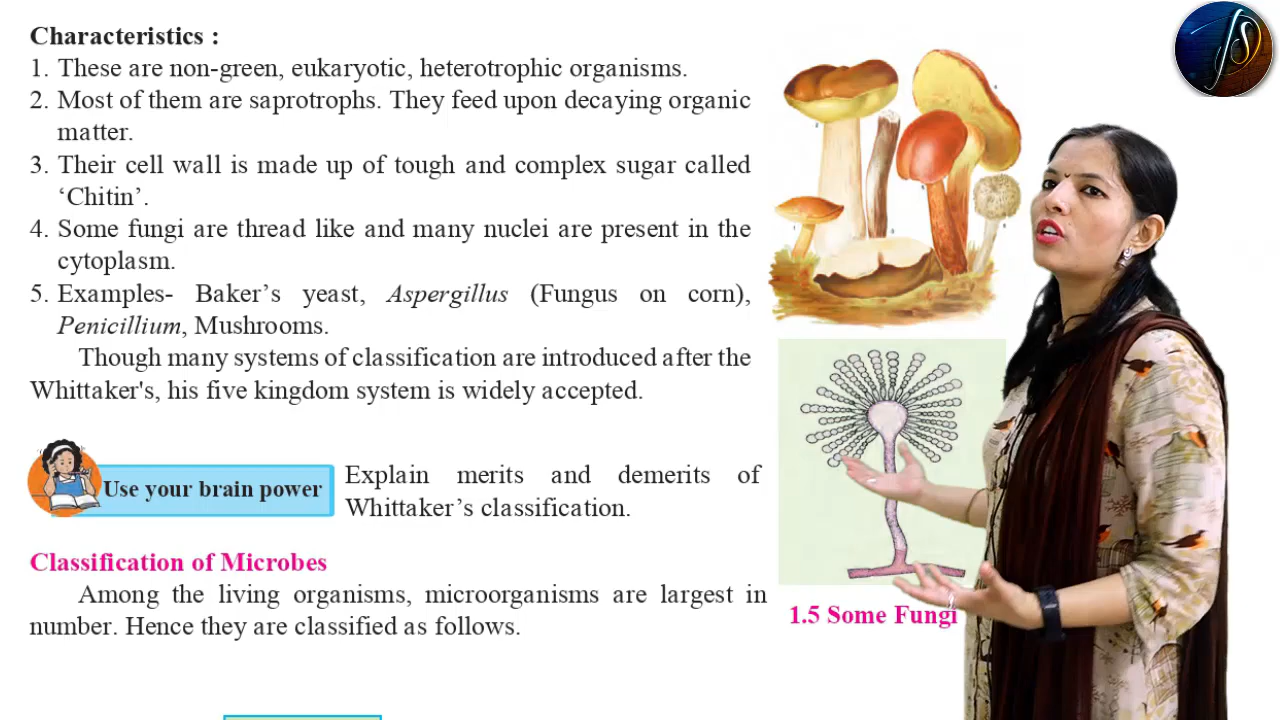 Characteristics :
1. These are non-green, eukaryotic, heterotrophic organisms.
2. Most of them are saprotrophs. They feed upon decaying organic
matter.
3. Their cell wall is made up of tough and complex sugar called
‘Chitin’.
4. Some fungi are thread like and many nuclei are present in the
cytoplasm.
5. Examples- Baker’s yeast, Aspergillus (Fungus on corn),
Penicillium, Mushrooms.
Though many systems of classification are introduced after the
Whittaker's, his five kingdom system is widely accepted.
Use your brain power
Explain merits and demerits of
Whittaker’s classification.
Classification of Microbes
Among the living organisms, microorganisms are largest in
number. Hence they are classified as follows.
1.5 Some Fungi